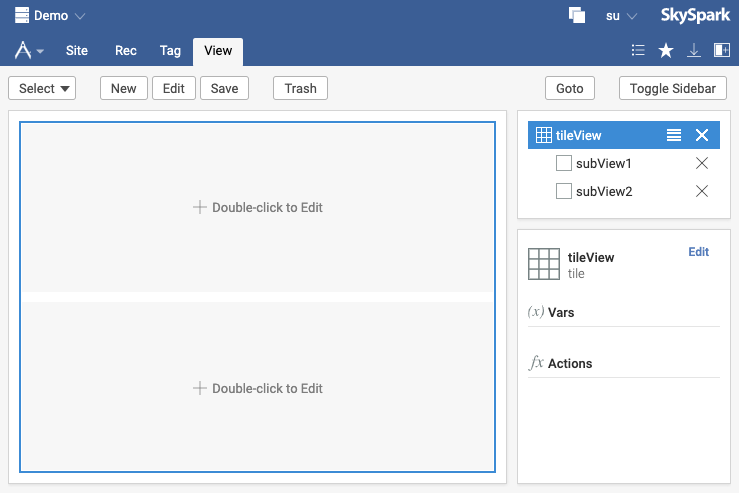 Demo su SkySpark
Site Rec Tag View
Select New Edit Save Trash Goto Toggle Sidebar
Double-click to Edit
Double-click to Edit
tileView
subView1
subView2
tileView Edit
tile
(x) Vars
fx Actions